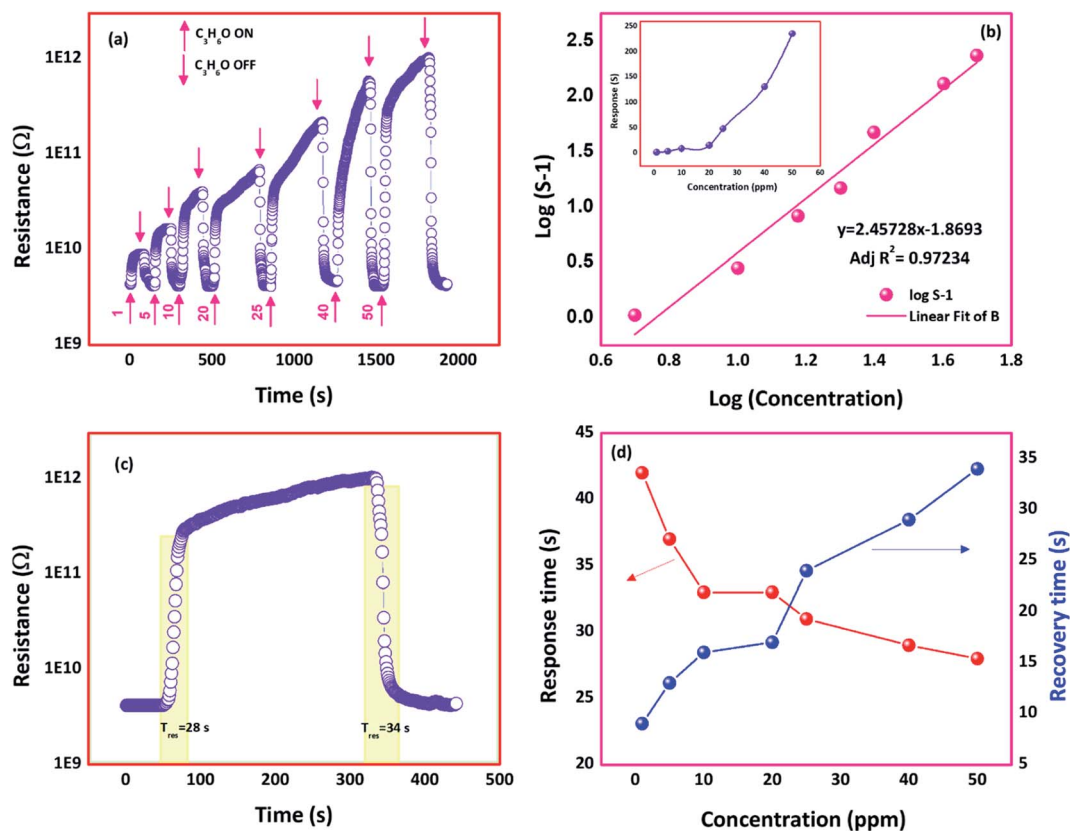 (a)
C3H6O ON
C3H6O OFF
1E12
1E11
1E10
1E9
Resistance (Ω)
1 5 10 20 25 40 50
0 500 1000 1500 2000
Time (s)
(b)
2.5
2.0
1.5
1.0
0.5
0.0
Log (S-1)
250
200
150
100
50
0
Response (S)
0 10 20 30 40 50 60
Concentration (ppm)
y=2.45728x-1.8693
Adj R2= 0.97234
log S-1
Linear Fit of B
0.6 0.8 1.0 1.2 1.4 1.6 1.8
Log (Concentration)
(c)
1E12
1E11
1E10
1E9
Resistance (Ω)
Tres=28 s
Tres=34 s
0 100 200 300 400 500
Time (s)
(d)
45
40
35
30
25
20
Response time (s)
35
30
25
20
15
10
5
Recovery time (s)
0 10 20 30 40 50
Concentration (ppm)